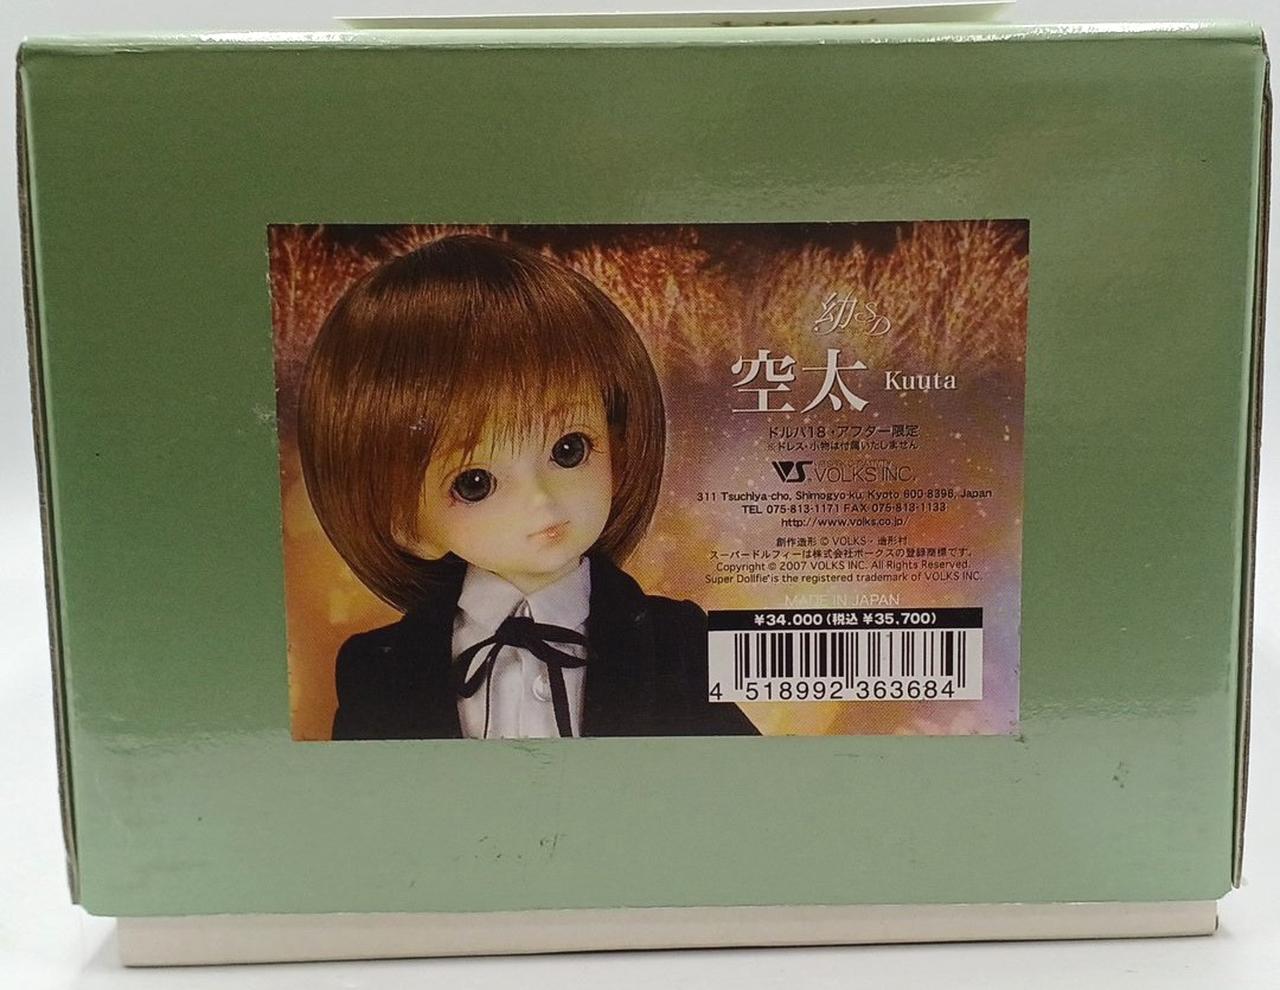 幼SD
空太 Kuuta
ドルパ18・アフター限定
※ドレス・小物は付属いたしません
VS VOLKS INC.
311 Tsuchiya-cho, Shimogyo-ku, Kyoto 600-8396, Japan
TEL 075-813-1171 FAX 075-813-1133
http://www.volks.co.jp/
創作造形 © VOLKS・造形村
スーパードルフィーは株式会社ボークスの登録商標です。
Copyright © 2007 VOLKS INC. All Rights Reserved.
Super Dollfie® is the registered trademark of VOLKS INC.
MADE IN JAPAN
¥34.000(税込 ¥35.700)
4 518992 363684